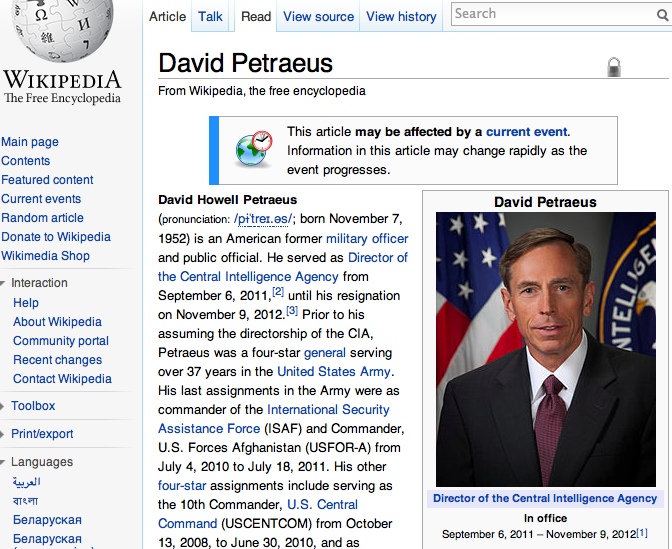 Article Talk Read View source View history Search
WIKIPEDIA
The Free Encyclopedia
Main page
Contents
Featured content
Current events
Random article
Donate to Wikipedia
Wikimedia Shop
Interaction
Help
About Wikipedia
Community portal
Recent changes
Contact Wikipedia
Toolbox
Print/export
Languages
العربية
বাংলা
Беларуская
Беларуская
David Petraeus
From Wikipedia, the free encyclopedia
This article may be affected by a current event.
Information in this article may change rapidly as the
event progresses.
David Howell Petraeus
(pronunciation: /pɨˈtreɪ.əs/; born November 7,
1952) is an American former military officer
and public official. He served as Director of
the Central Intelligence Agency from
September 6, 2011,[2] until his resignation
on November 9, 2012.[3] Prior to his
assuming the directorship of the CIA,
Petraeus was a four-star general serving
over 37 years in the United States Army.
His last assignments in the Army were as
commander of the International Security
Assistance Force (ISAF) and Commander,
U.S. Forces Afghanistan (USFOR-A) from
July 4, 2010 to July 18, 2011. His other
four-star assignments include serving as
the 10th Commander, U.S. Central
Command (USCENTCOM) from October
13, 2008, to June 30, 2010, and as
David Petraeus
Director of the Central Intelligence Agency
In office
September 6, 2011 – November 9, 2012[1]